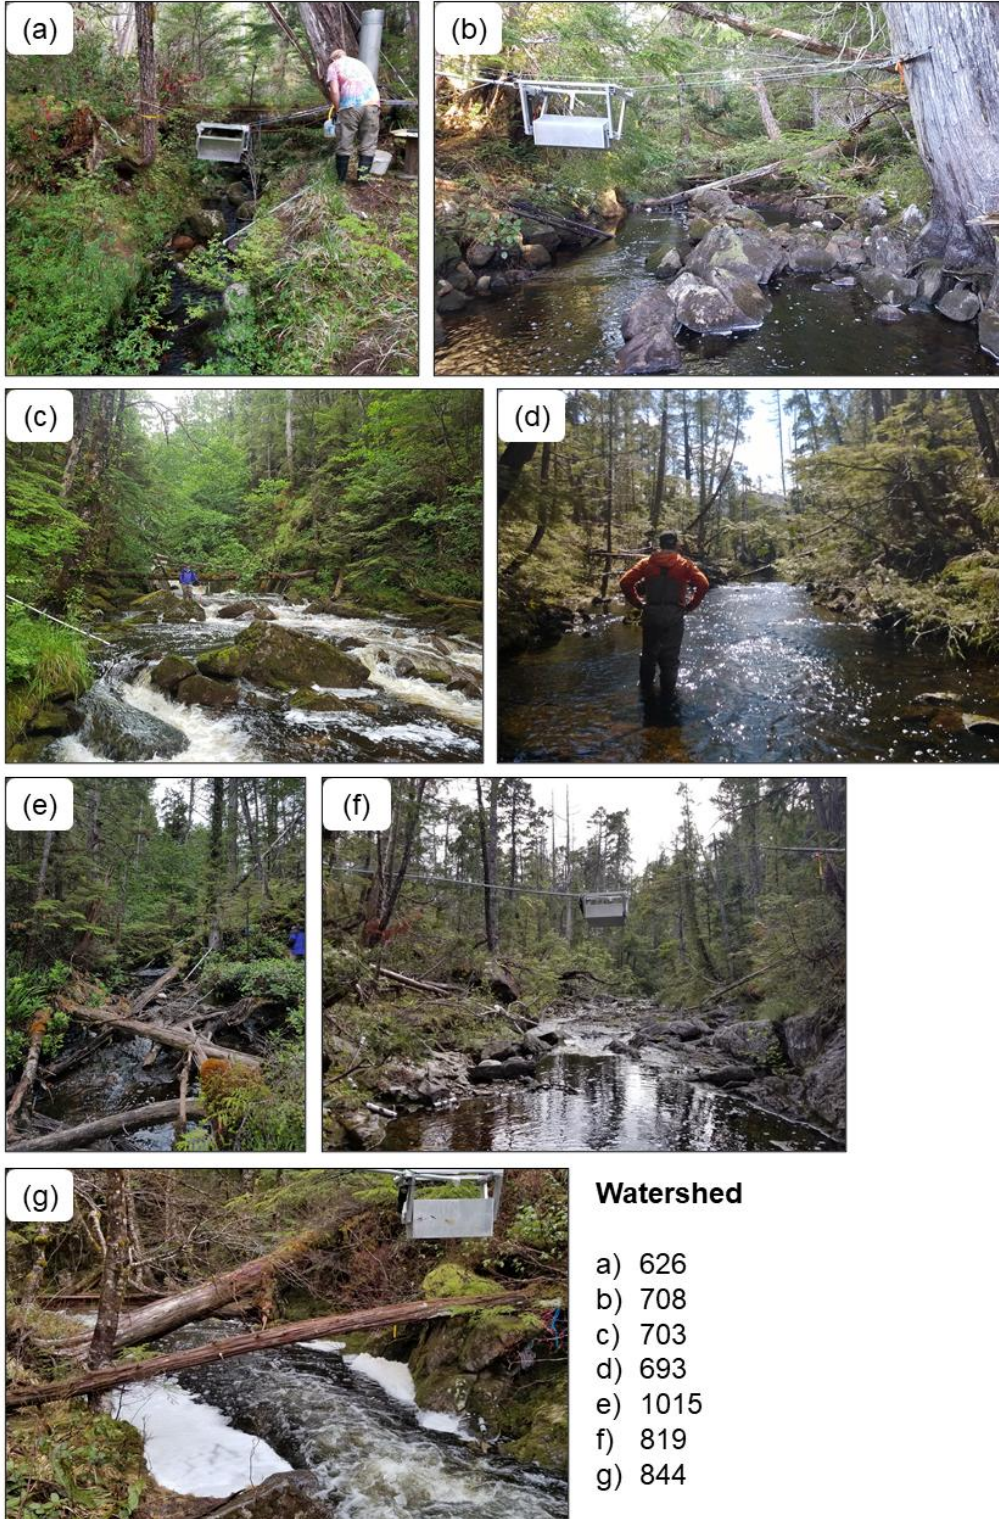 (a)
(b)
(c)
(d)
(e)
(f)
(g)
Watershed
a) 626
b) 708
c) 703
d) 693
e) 1015
f) 819
g) 844